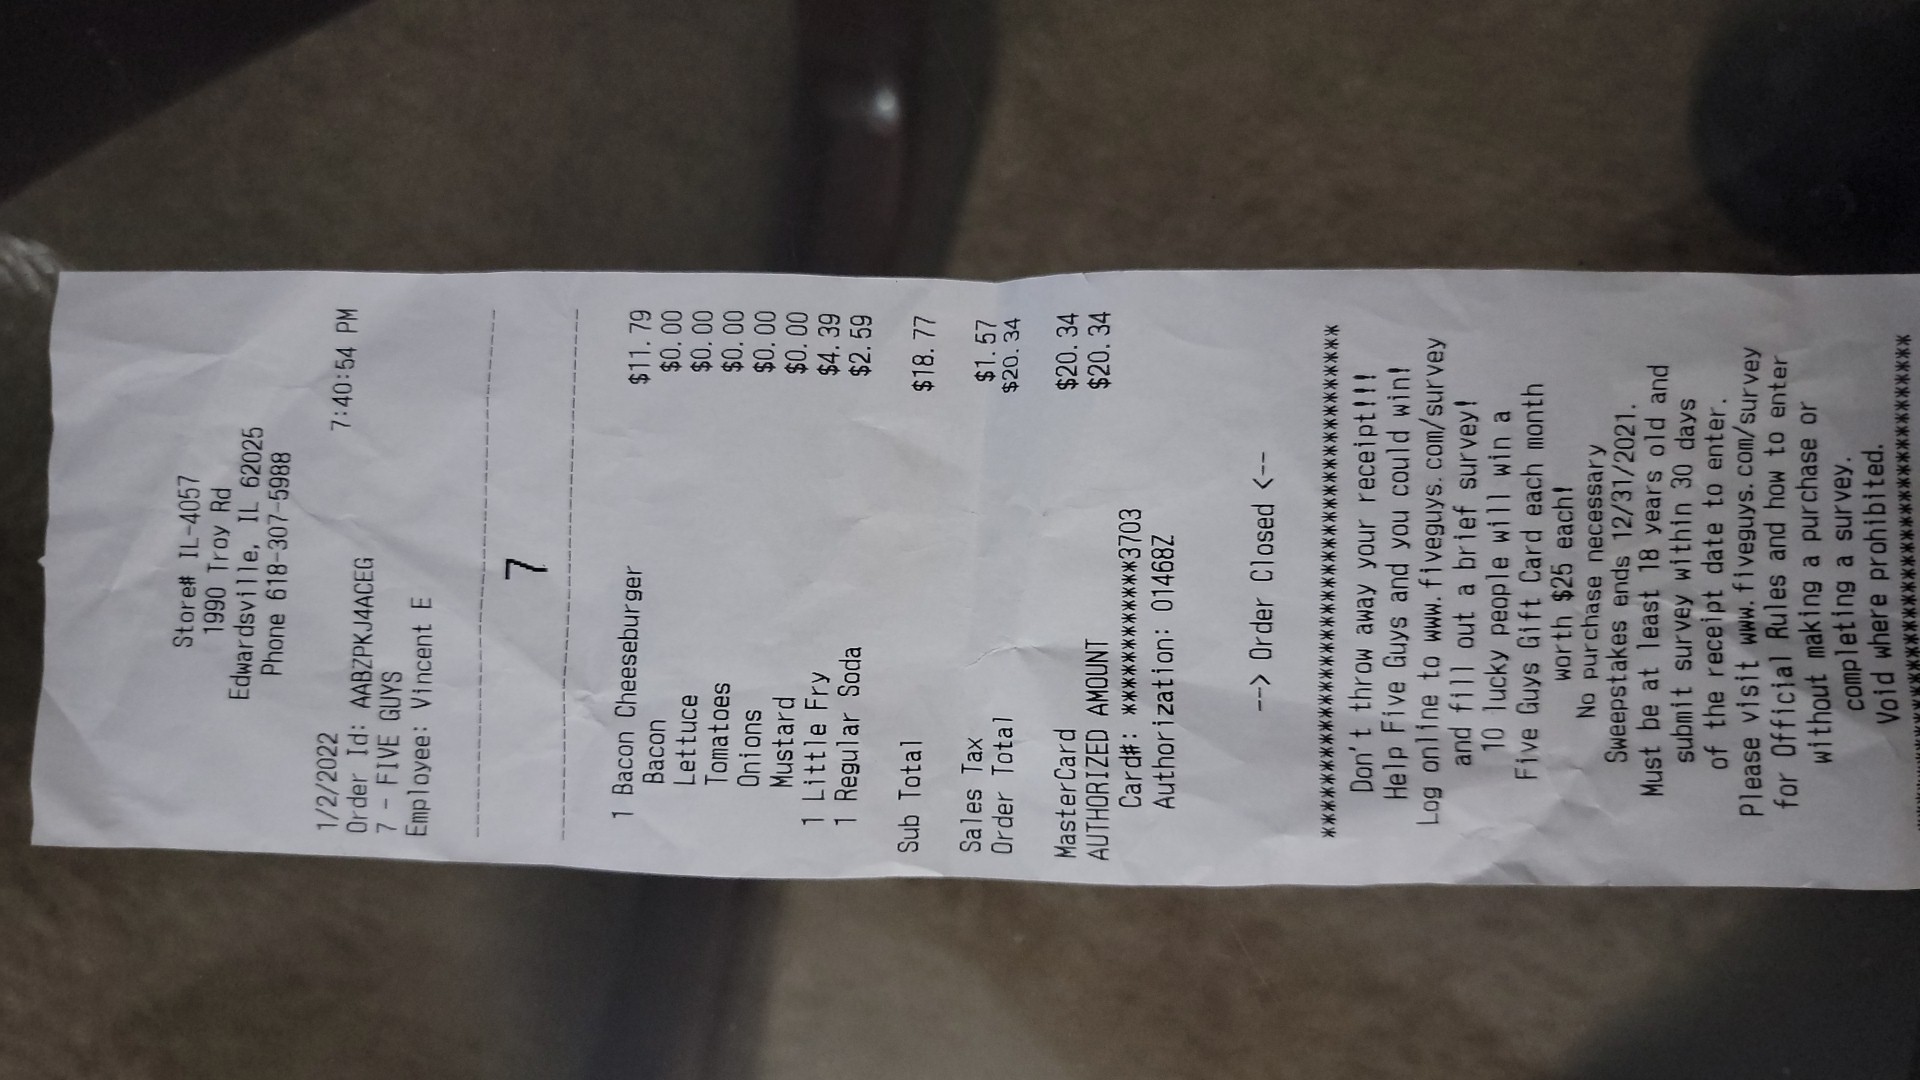 Store# IL-4057
1990 Troy Rd
Edwardsville, IL 62025
Phone 618-307-5988
1/2/2022 7:40:54 PM
Order Id: AABZPKJ4ACEG
7 - FIVE GUYS
Employee: Vincent E
7
1 Bacon Cheeseburger $11.79
Bacon $0.00
Lettuce $0.00
Tomatoes $0.00
Onions $0.00
Mustard $0.00
1 Little Fry $4.39
1 Regular Soda $2.59
Sub Total $18.77
Sales Tax $1.57
Order Total $20.34
MasterCard $20.34
AUTHORIZED AMOUNT $20.34
Card#: ************3703
Authorization: 01468Z
--> Order Closed <--
******************************************
Don't throw away your receipt!!!
Help Five Guys and you could win!
Log online to www.fiveguys.com/survey
and fill out a brief survey!
10 lucky people will win a
Five Guys Gift Card each month
worth $25 each!
No purchase necessary
Sweepstakes ends 12/31/2021.
Must be at least 18 years old and
submit survey within 30 days
of the receipt date to enter.
Please visit www.fiveguys.com/survey
for Official Rules and how to enter
without making a purchase or
completing a survey.
Void where prohibited.
******************************************